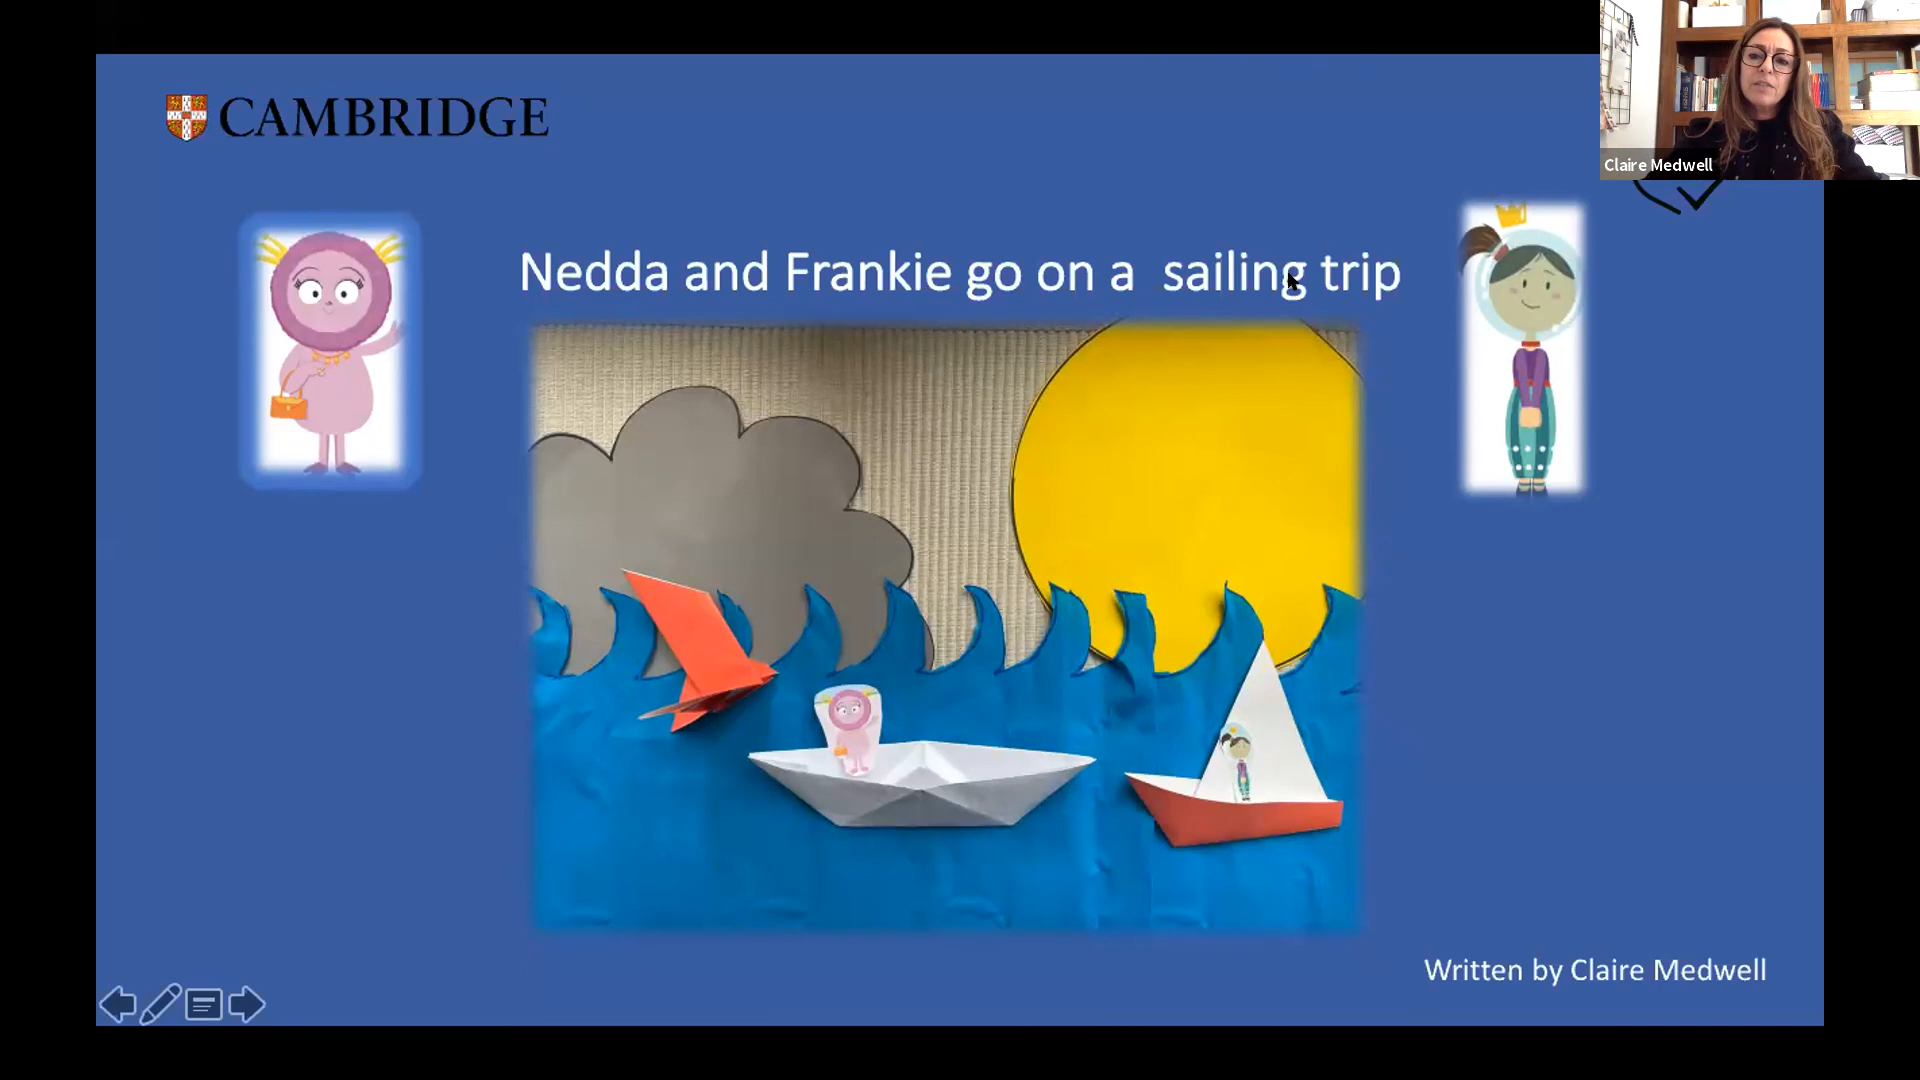 CAMBRIDGE
Claire Medwell
Nedda and Frankie go on a sailing trip
Written by Claire Medwell